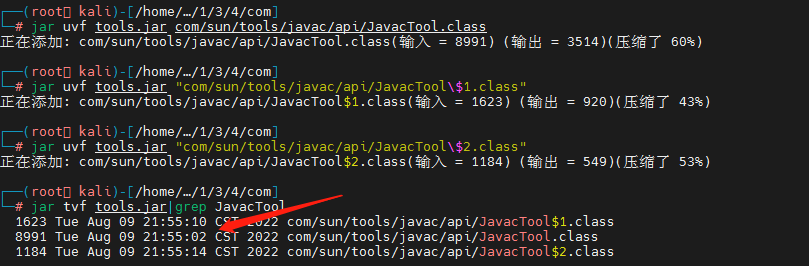 ┌──(root㉿ kali)-[/home/…/1/3/4/com]
└─# jar uvf tools.jar com/sun/tools/javac/api/JavacTool.class
正在添加: com/sun/tools/javac/api/JavacTool.class(输入 = 8991) (输出 = 3514)(压缩了 60%)
┌──(root㉿ kali)-[/home/…/1/3/4/com]
└─# jar uvf tools.jar "com/sun/tools/javac/api/JavacTool\$1.class"
正在添加: com/sun/tools/javac/api/JavacTool$1.class(输入 = 1623) (输出 = 920)(压缩了 43%)
┌──(root㉿ kali)-[/home/…/1/3/4/com]
└─# jar uvf tools.jar "com/sun/tools/javac/api/JavacTool\$2.class"
正在添加: com/sun/tools/javac/api/JavacTool$2.class(输入 = 1184) (输出 = 549)(压缩了 53%)
┌──(root㉿ kali)-[/home/…/1/3/4/com]
└─# jar tvf tools.jar|grep JavacTool
1623 Tue Aug 09 21:55:10 CST 2022 com/sun/tools/javac/api/JavacTool$1.class
8991 Tue Aug 09 21:55:02 CST 2022 com/sun/tools/javac/api/JavacTool.class
1184 Tue Aug 09 21:55:14 CST 2022 com/sun/tools/javac/api/JavacTool$2.class